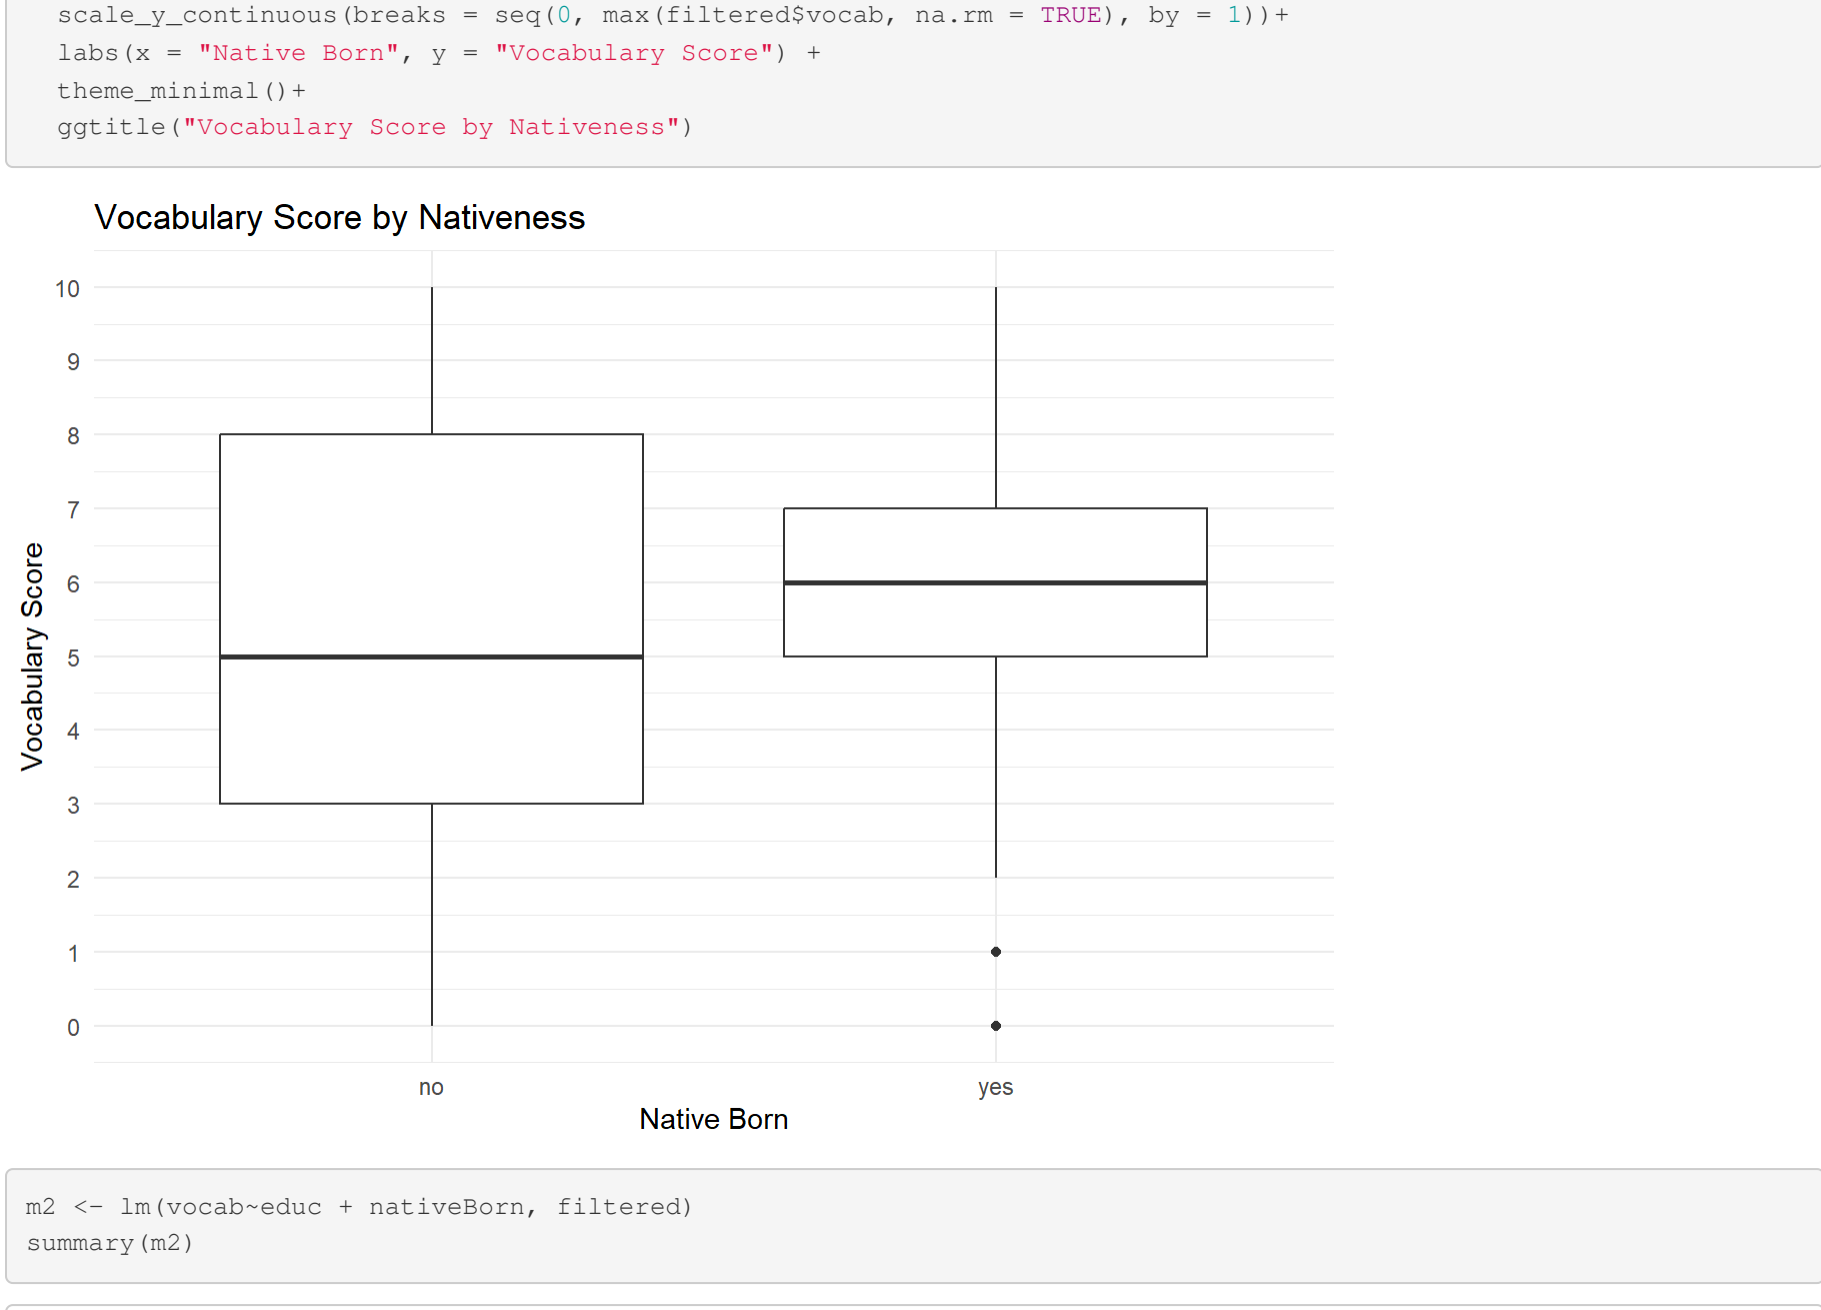 scale_y_continuous(breaks = seq(0, max(filtered$vocab, na.rm = TRUE), by = 1))+
labs(x = "Native Born", y = "Vocabulary Score") +
theme_minimal()+
ggtitle("Vocabulary Score by Nativeness")
Vocabulary Score by Nativeness
10
9
8
7
6
5
4
3
2
1
0
Vocabulary Score
no
yes
Native Born
m2 <- lm(vocab~educ + nativeBorn, filtered)
summary(m2)